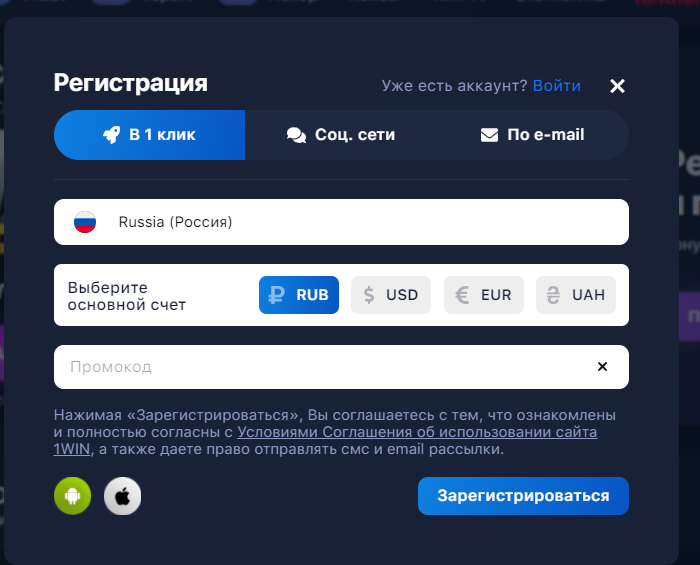 Регистрация
Уже есть аккаунт? Войти
В 1 клик
Соц. сети
По e-mail
Russia (Россия)
Выберите
основной счет
₽ RUB
$ USD
€ EUR
₴ UAH
Промокод
Нажимая «Зарегистрироваться», Вы соглашаетесь с тем, что ознакомлены
и полностью согласны с Условиями Соглашения об использовании сайта
1WIN, а также даете право отправлять смс и email рассылки.
Зарегистрироваться